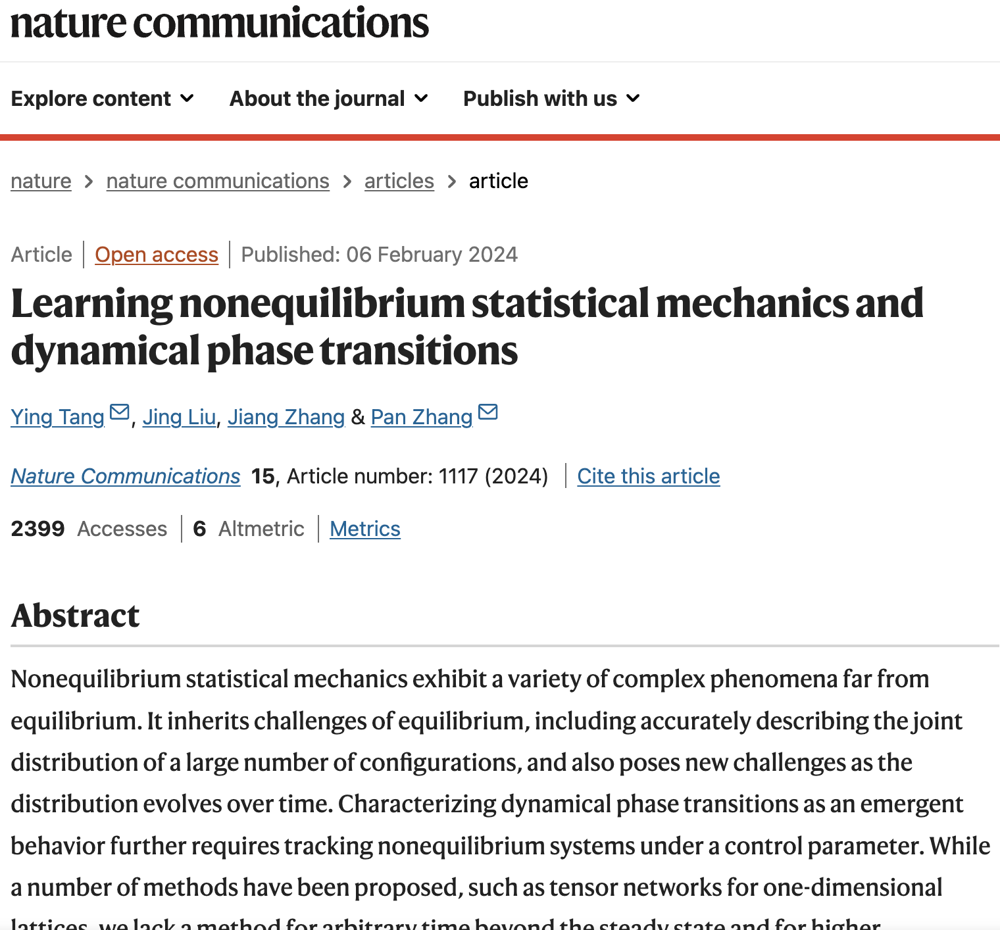 nature communications
Explore content About the journal Publish with us
nature > nature communications > articles > article
Article | Open access | Published: 06 February 2024
Learning nonequilibrium statistical mechanics and
dynamical phase transitions
Ying Tang, Jing Liu, Jiang Zhang & Pan Zhang
Nature Communications 15, Article number: 1117 (2024) | Cite this article
2399 Accesses | 6 Altmetric | Metrics
Abstract
Nonequilibrium statistical mechanics exhibit a variety of complex phenomena far from
equilibrium. It inherits challenges of equilibrium, including accurately describing the joint
distribution of a large number of configurations, and also poses new challenges as the
distribution evolves over time. Characterizing dynamical phase transitions as an emergent
behavior further requires tracking nonequilibrium systems under a control parameter. While
a number of methods have been proposed, such as tensor networks for one-dimensional
lattices, we lack a method for arbitrary time beyond the steady state and for higher